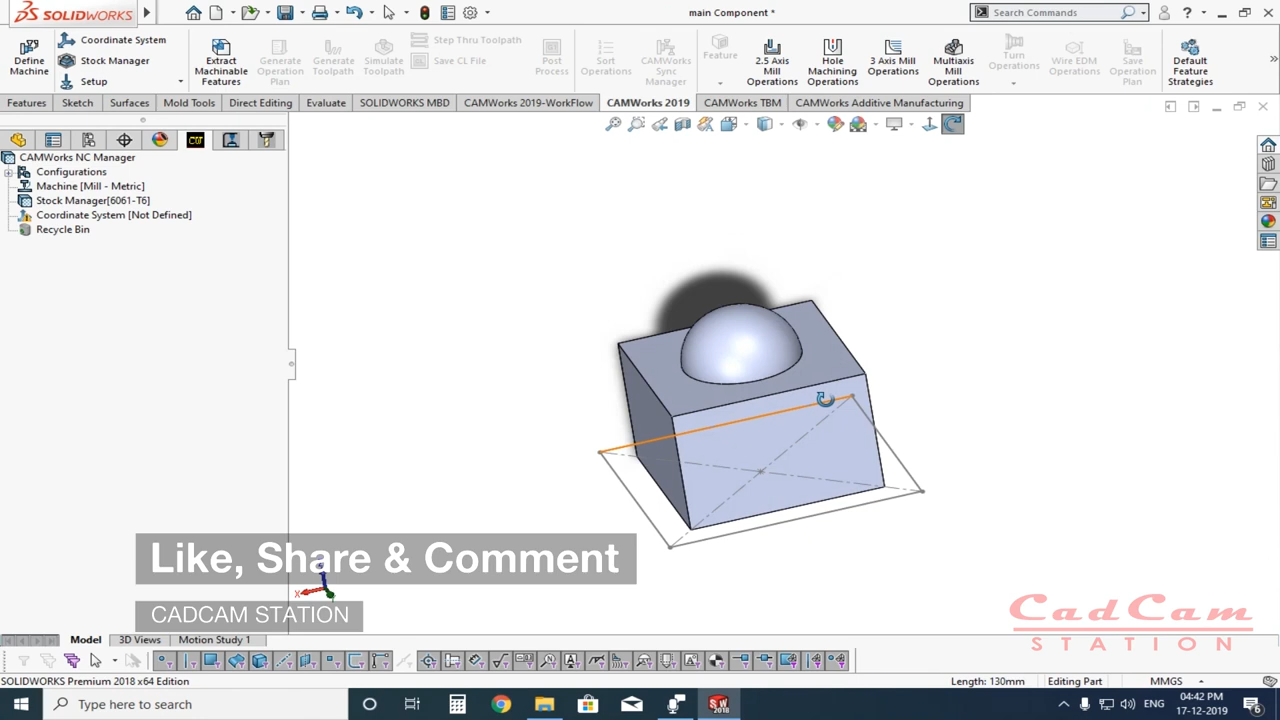 SOLIDWORKS
main Component *
Search Commands
?
Define Machine
Coordinate System
Stock Manager
Setup
Extract Machinable Features
Generate Operation Plan
Generate Toolpath
Simulate Toolpath
Step Thru Toolpath
Save CL File
Post Process
Sort Operations
CAMWorks Sync Manager
Feature
2.5 Axis Mill Operations
Hole Machining Operations
3 Axis Mill Operations
Multiaxis Mill Operations
Turn Operations
Wire EDM Operations
Save Operation Plan
Default Feature Strategies
Features
Sketch
Surfaces
Mold Tools
Direct Editing
Evaluate
SOLIDWORKS MBD
CAMWorks 2019-WorkFlow
CAMWorks 2019
CAMWorks TBM
CAMWorks Additive Manufacturing
CAMWorks NC Manager
Configurations
Machine [Mill - Metric]
Stock Manager[6061-T6]
Coordinate System [Not Defined]
Recycle Bin
Like, Share & Comment
X
CADCAM STATION
CadCam
STATION
Model
3D Views
Motion Study 1
SOLIDWORKS Premium 2018 x64 Edition
Length: 130mm
Editing Part
MMGS
Type here to search
SW
2018
ENG
04:42 PM
17-12-2019
6